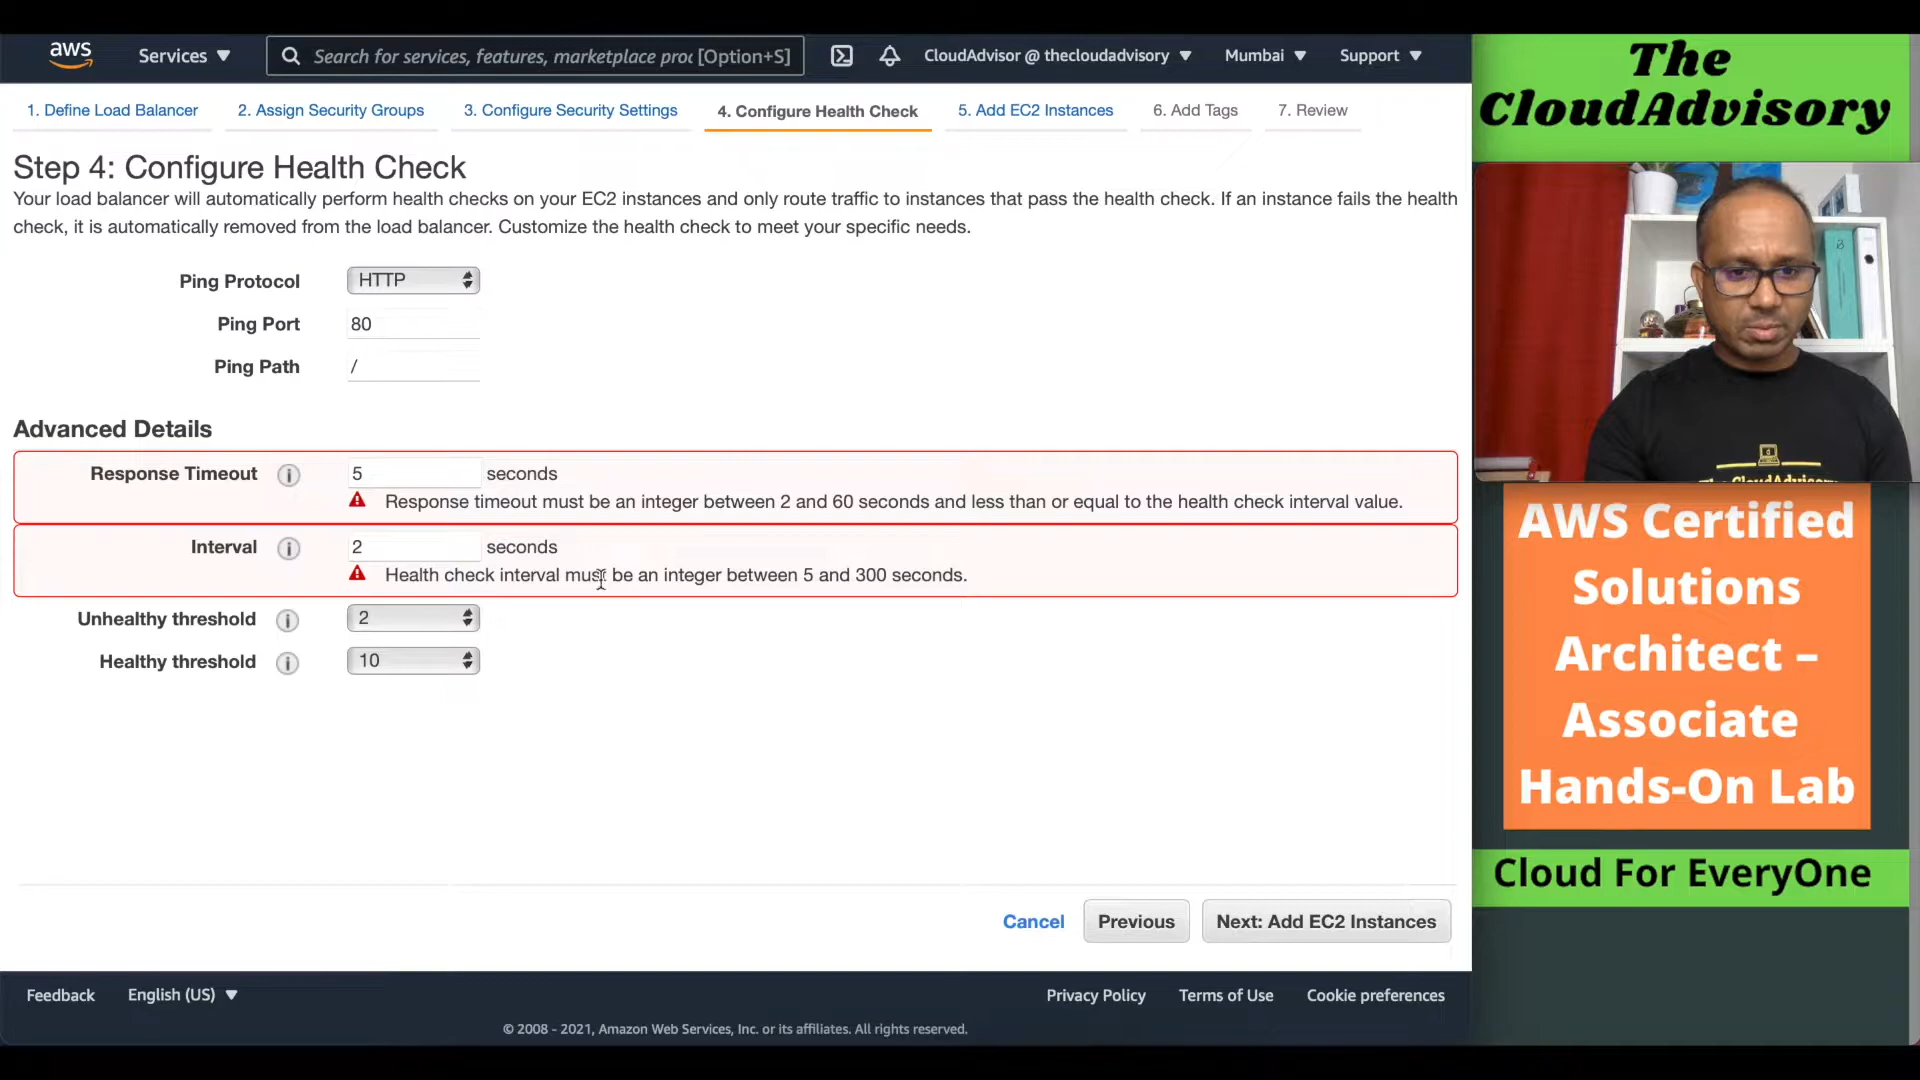 aws
Services
Search for services, features, marketplace proc [Option+S]
CloudAdvisor @ thecloudadvisory
Mumbai
Support
1. Define Load Balancer
2. Assign Security Groups
3. Configure Security Settings
4. Configure Health Check
5. Add EC2 Instances
6. Add Tags
7. Review
Step 4: Configure Health Check
Your load balancer will automatically perform health checks on your EC2 instances and only route traffic to instances that pass the health check. If an instance fails the health
check, it is automatically removed from the load balancer. Customize the health check to meet your specific needs.
Ping Protocol HTTP
Ping Port 80
Ping Path /
Advanced Details
Response Timeout 5 seconds
Response timeout must be an integer between 2 and 60 seconds and less than or equal to the health check interval value.
Interval 2 seconds
Health check interval must be an integer between 5 and 300 seconds.
Unhealthy threshold 2
Healthy threshold 10
Cancel
Previous
Next: Add EC2 Instances
Feedback
English (US)
Privacy Policy
Terms of Use
Cookie preferences
© 2008 - 2021, Amazon Web Services, Inc. or its affiliates. All rights reserved.
The
CloudAdvisory
AWS Certified
Solutions
Architect –
Associate
Hands-On Lab
Cloud For EveryOne